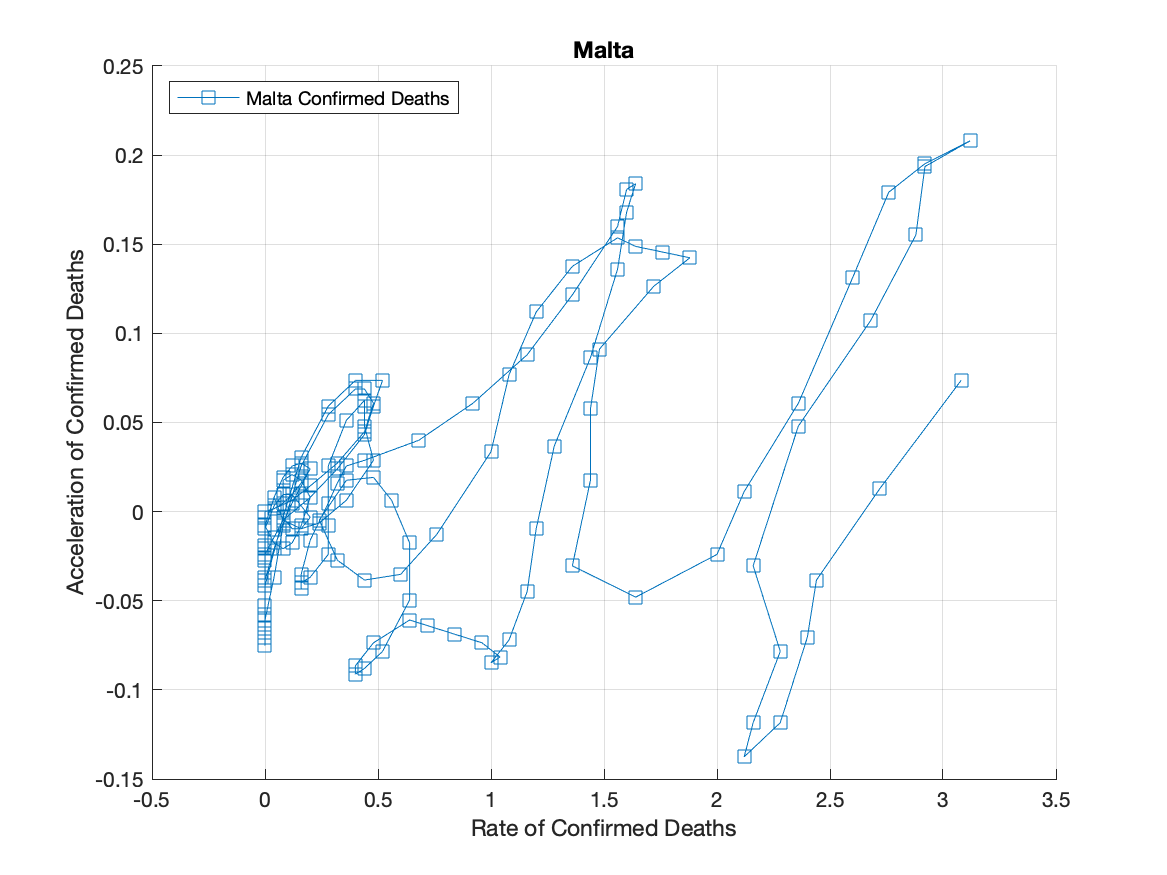 Malta
Malta Confirmed Deaths
Acceleration of Confirmed Deaths
0.25
0.2
0.15
0.1
0.05
0
-0.05
-0.1
-0.15
-0.5 0 0.5 1 1.5 2 2.5 3 3.5
Rate of Confirmed Deaths